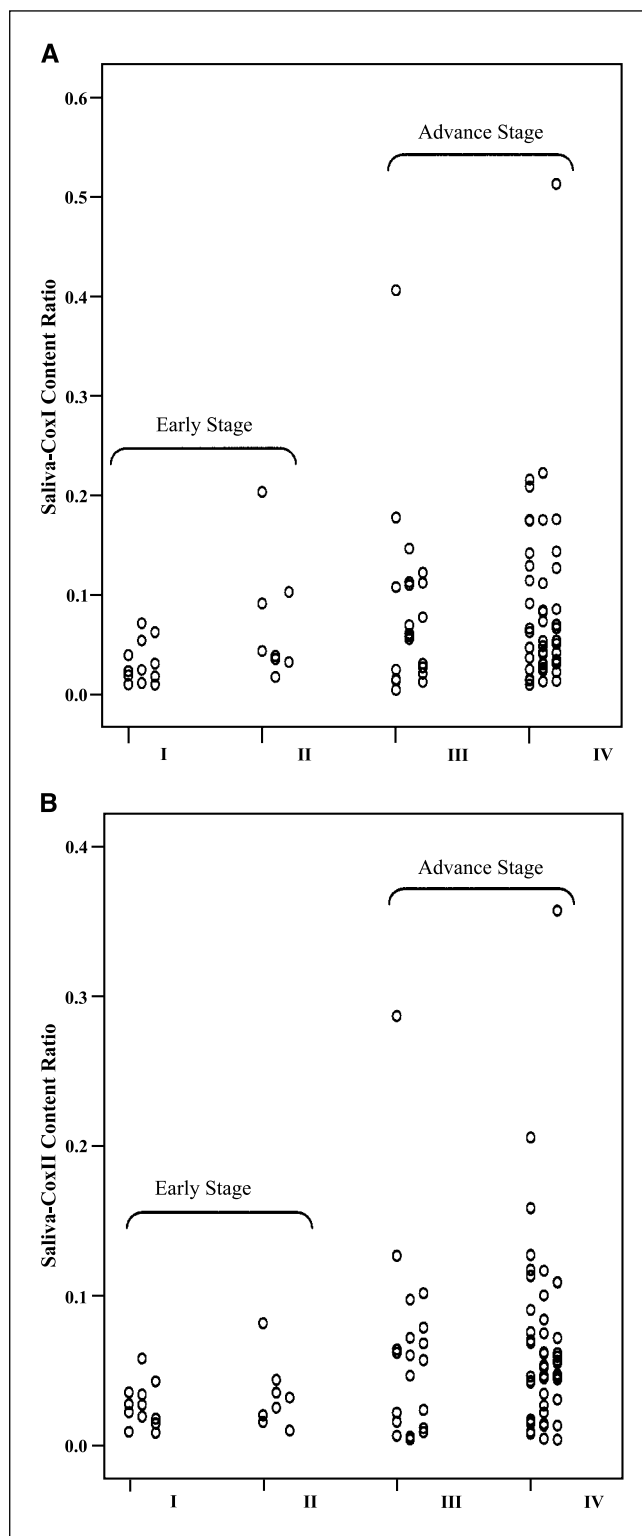 A
0.6
Advance Stage
0.5
0.4
0.3
Early Stage
0.2
0.1
0.0
Saliva-CoxI Content Ratio
I II III IV
B
0.4
Advance Stage
0.3
0.2
Early Stage
0.1
0.0
Saliva-CoxII Content Ratio
I II III IV